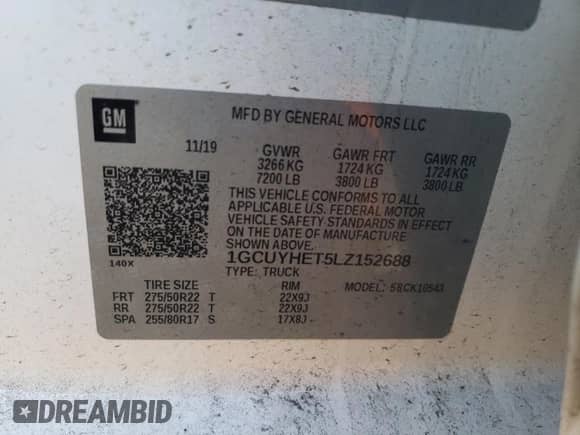 GM
MFD BY GENERAL MOTORS LLC
11/19 GVWR GAWR FRT GAWR RR
3266 KG 1724 KG 1724 KG
7200 LB 3800 LB 3800 LB
THIS VEHICLE CONFORMS TO ALL
APPLICABLE U.S. FEDERAL MOTOR
VEHICLE SAFETY STANDARDS IN EFFECT
ON THE DATE OF MANUFACTURE
SHOWN ABOVE.
140X
1GCUYHET5LZ152688
TYPE: TRUCK
TIRE SIZE RIM
FRT 275/50R22 T 22X9J
RR 275/50R22 T 22X9J
SPA 255/80R17 S 17X8J
DREAMBID